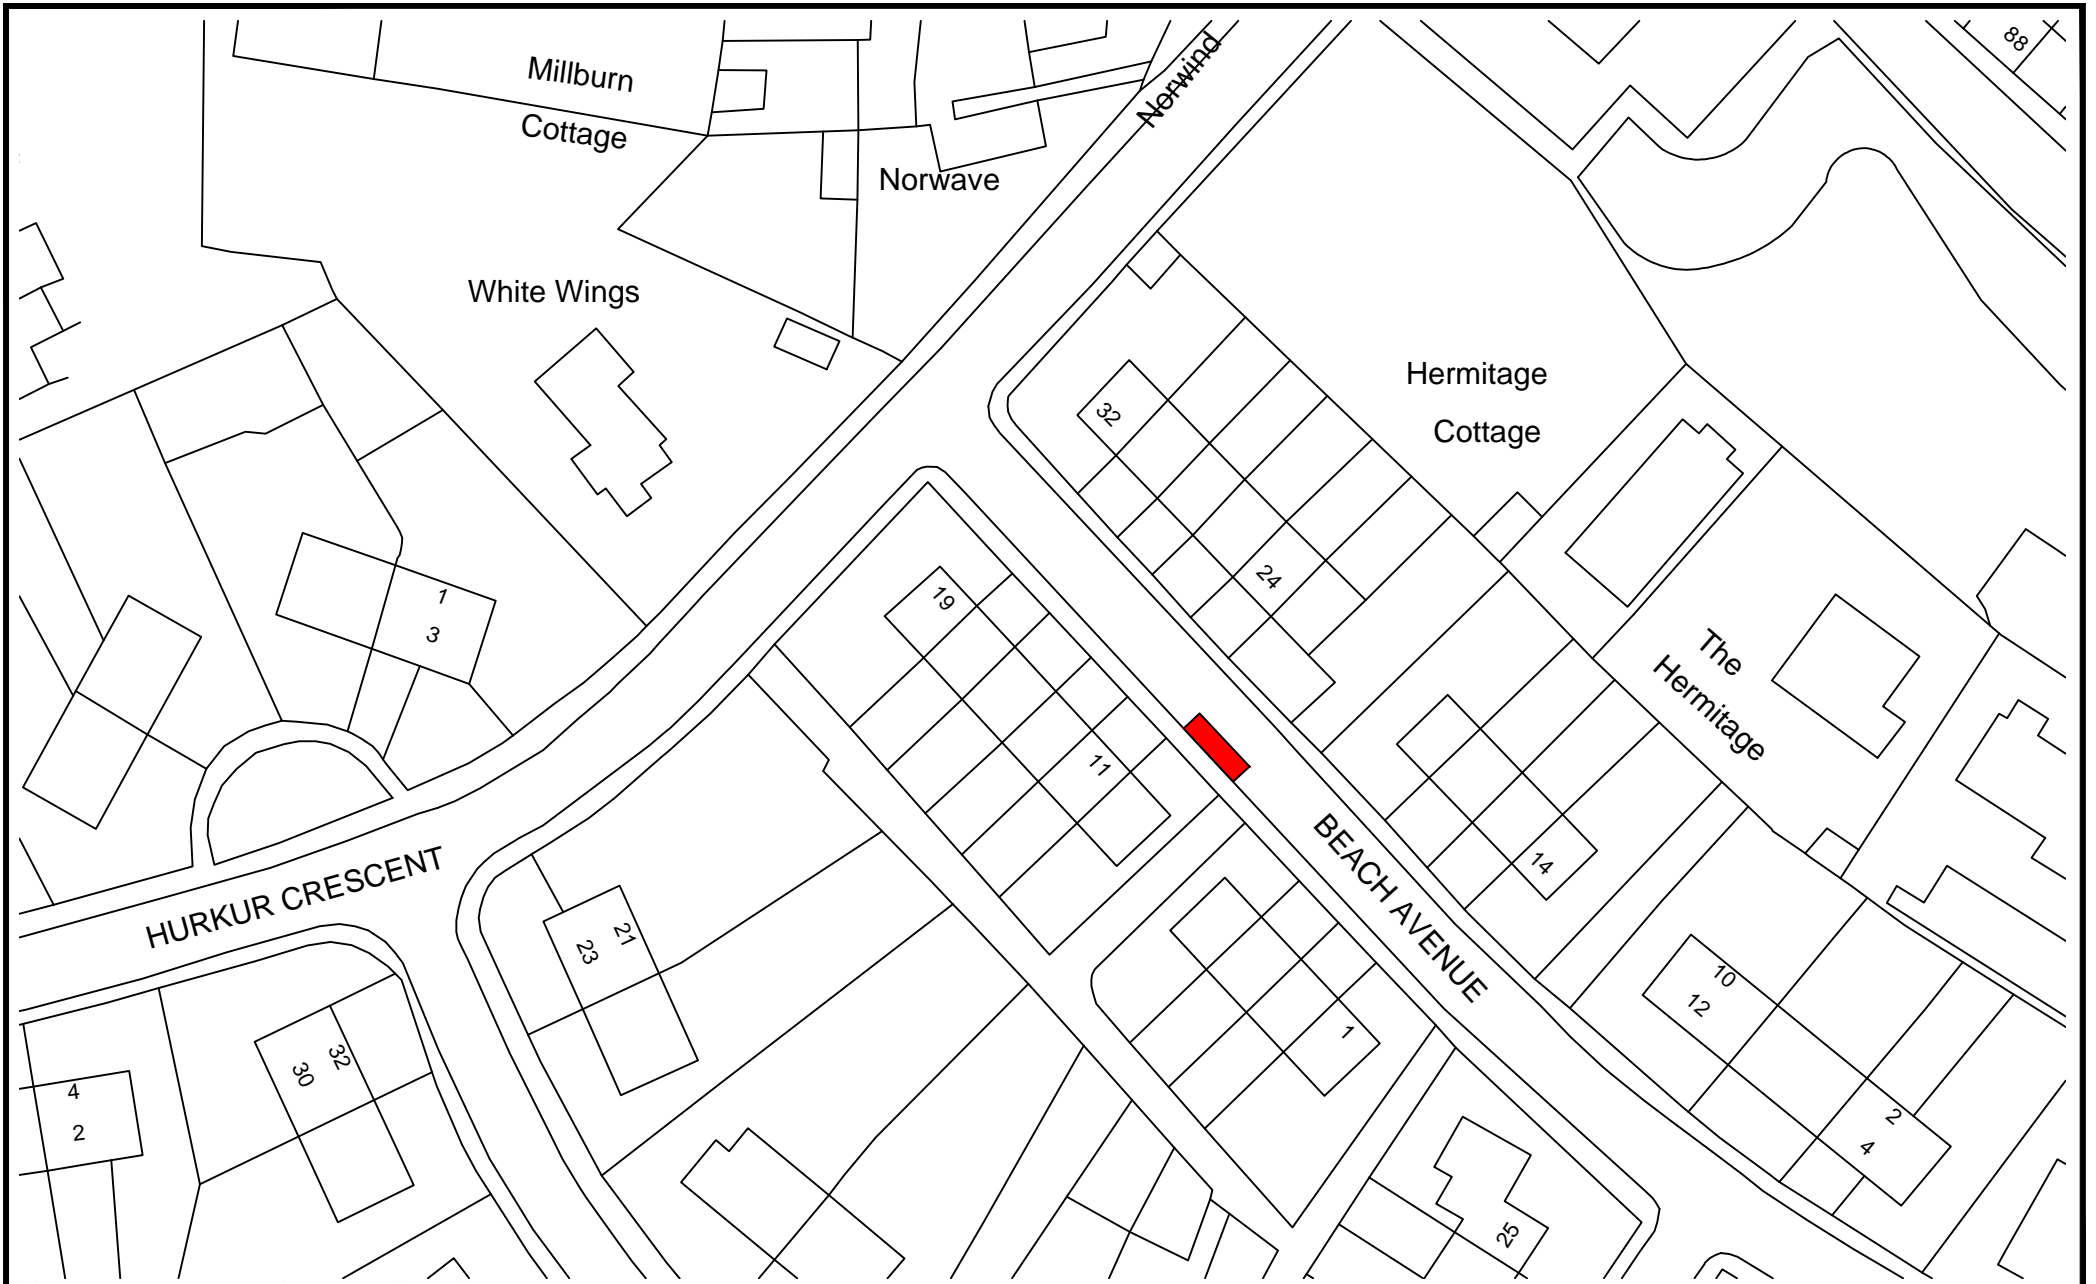 88
Norwind
Millburn
Cottage
Norwave
White Wings
Hermitage
Cottage
32
24
19
1
3
The
Hermitage
11
BEACH AVENUE
14
HURKUR CRESCENT
21
23
10
12
1
32
30
4
2
2
4
25